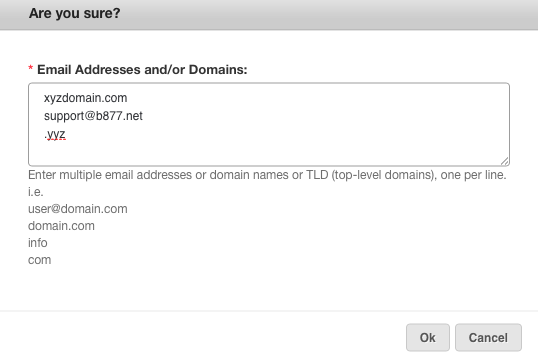 Are you sure?
* Email Addresses and/or Domains:
xyzdomain.com
support@b877.net
.yyz
Enter multiple email addresses or domain names or TLD (top-level domains), one per line.
i.e.
user@domain.com
domain.com
info
com
Ok Cancel